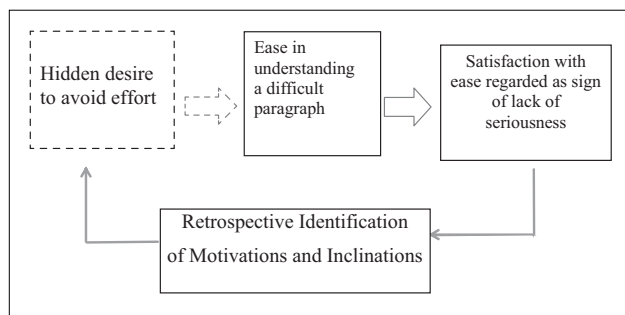 Hidden desire
to avoid effort
Ease in
understanding
a difficult
paragraph
Satisfaction with
ease regarded as sign
of lack of
seriousness
Retrospective Identification
of Motivations and Inclinations